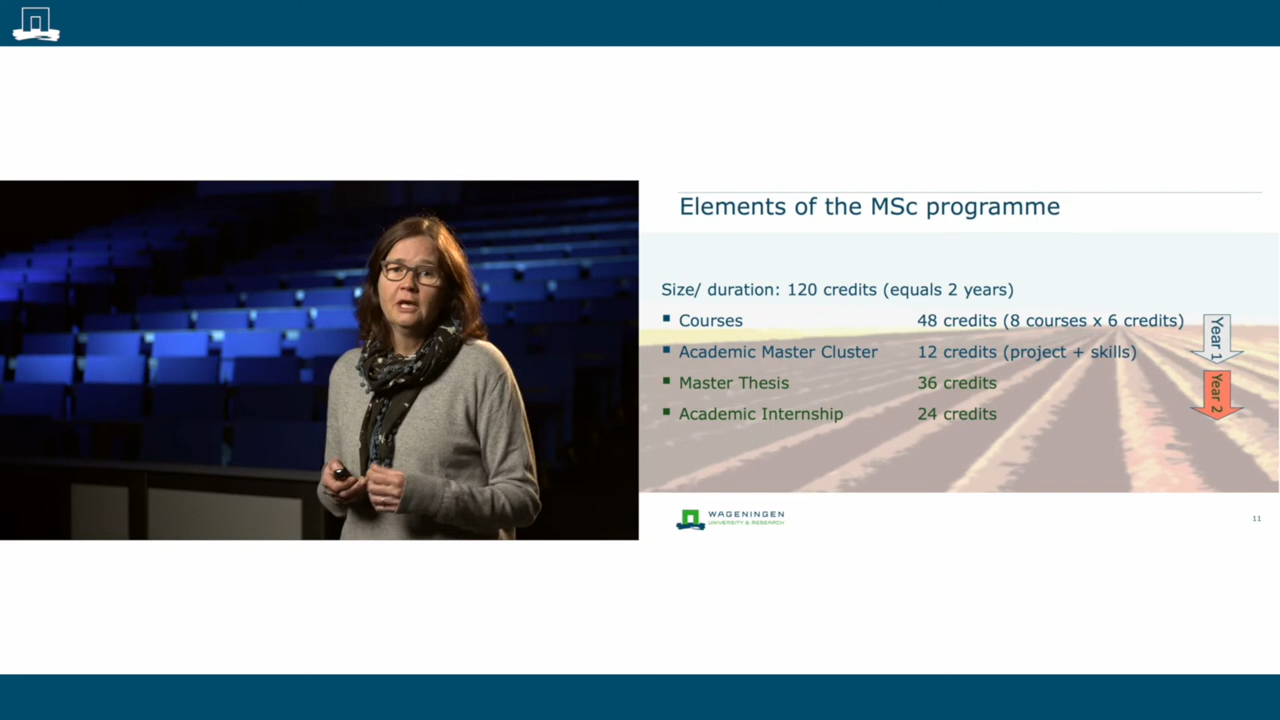 Elements of the MSc programme
Size/ duration: 120 credits (equals 2 years)
Courses 48 credits (8 courses x 6 credits)
Academic Master Cluster 12 credits (project + skills)
Master Thesis 36 credits
Academic Internship 24 credits
Year 1
Year 2
WAGENINGEN
UNIVERSITY & RESEARCH
11